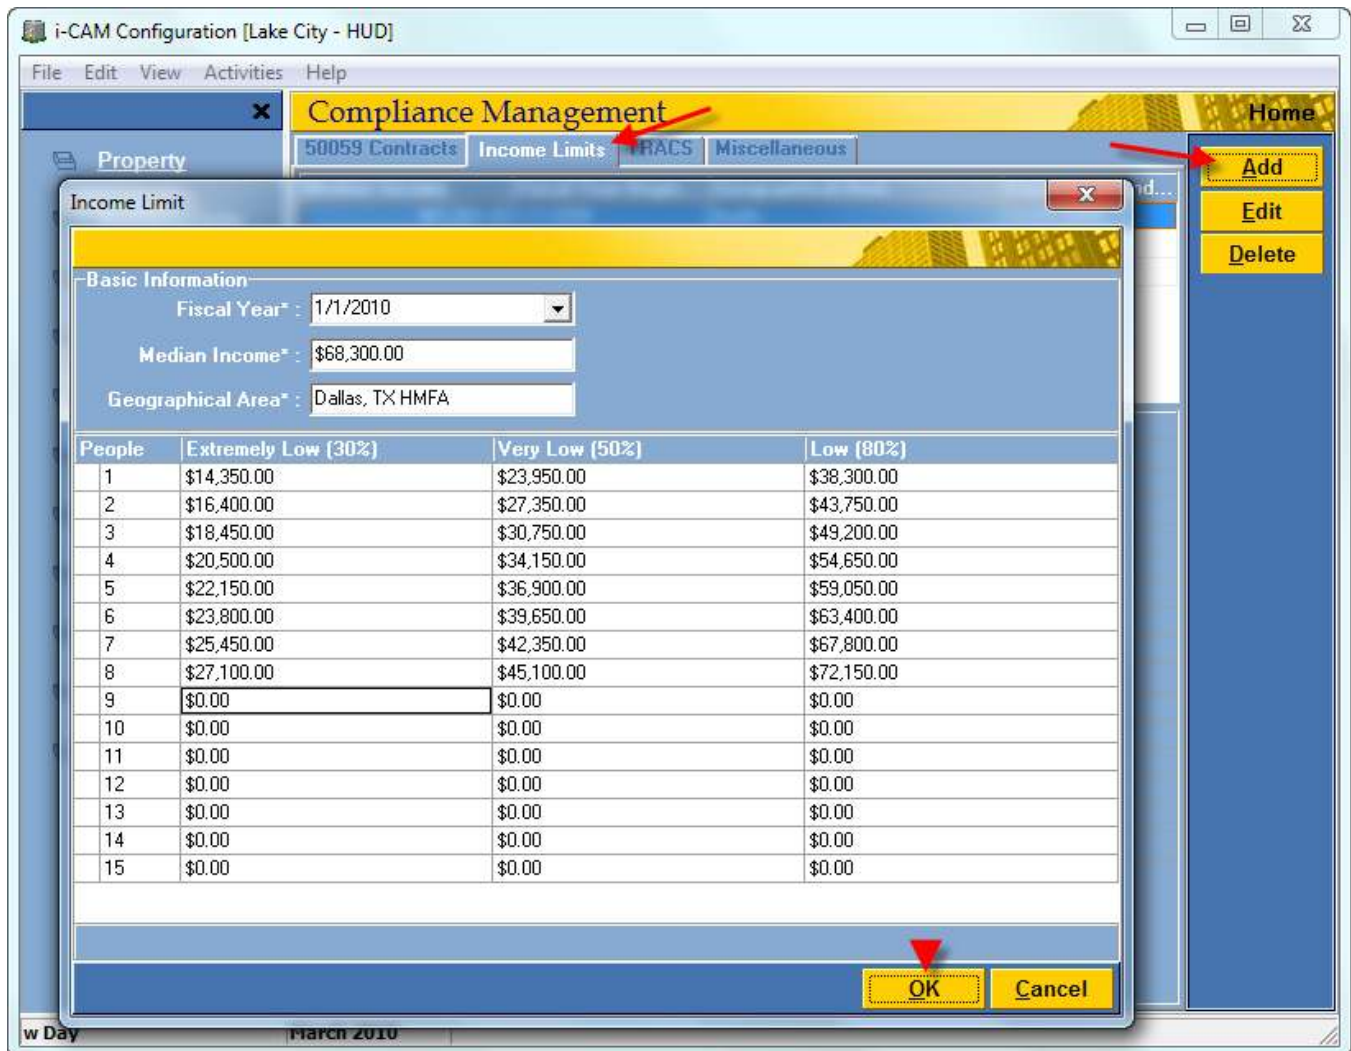 i-CAM Configuration [Lake City - HUD]
File Edit View Activities Help
Compliance Management Home
50059 Contracts Income Limits TRACS Miscellaneous
Property
Add
Edit
Delete
Income Limit
Basic Information
Fiscal Year* : 1/1/2010
Median Income* : $68,300.00
Geographical Area* : Dallas, TX HMFA
People Extremely Low (30%) Very Low (50%) Low (80%)
1 $14,350.00 $23,950.00 $38,300.00
2 $16,400.00 $27,350.00 $43,750.00
3 $18,450.00 $30,750.00 $49,200.00
4 $20,500.00 $34,150.00 $54,650.00
5 $22,150.00 $36,900.00 $59,050.00
6 $23,800.00 $39,650.00 $63,400.00
7 $25,450.00 $42,350.00 $67,800.00
8 $27,100.00 $45,100.00 $72,150.00
9 $0.00 $0.00 $0.00
10 $0.00 $0.00 $0.00
11 $0.00 $0.00 $0.00
12 $0.00 $0.00 $0.00
13 $0.00 $0.00 $0.00
14 $0.00 $0.00 $0.00
15 $0.00 $0.00 $0.00
OK Cancel
w Day March 2010